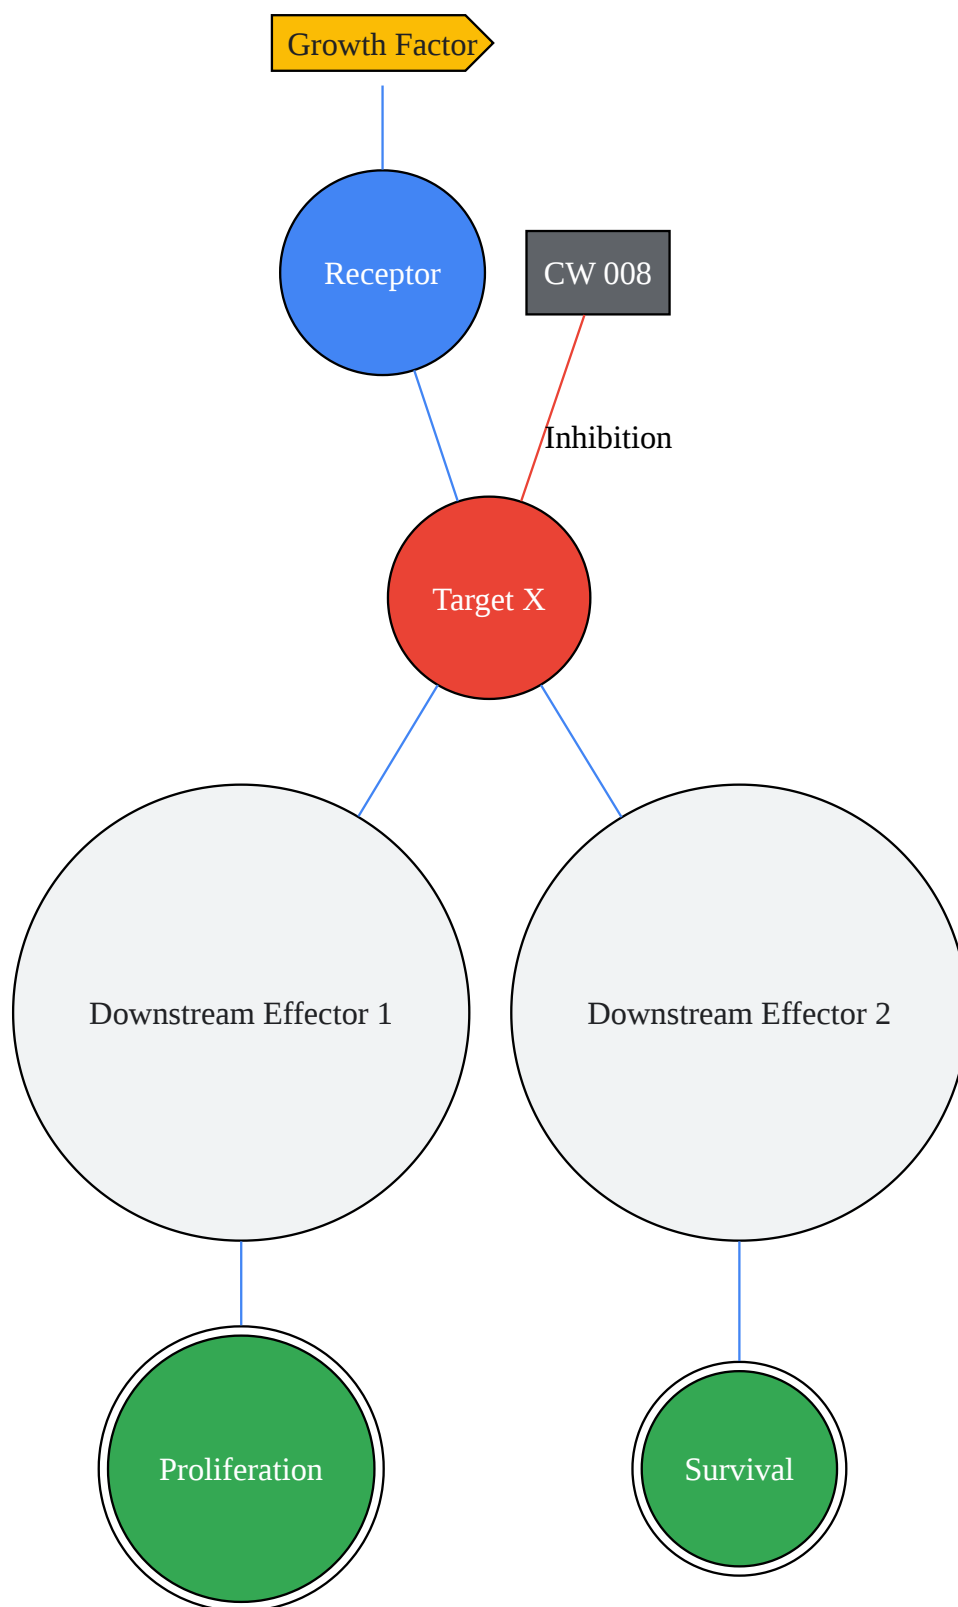 Growth Factor
Receptor
CW 008
Inhibition
Target X
Downstream Effector 1
Downstream Effector 2
Proliferation
Survival